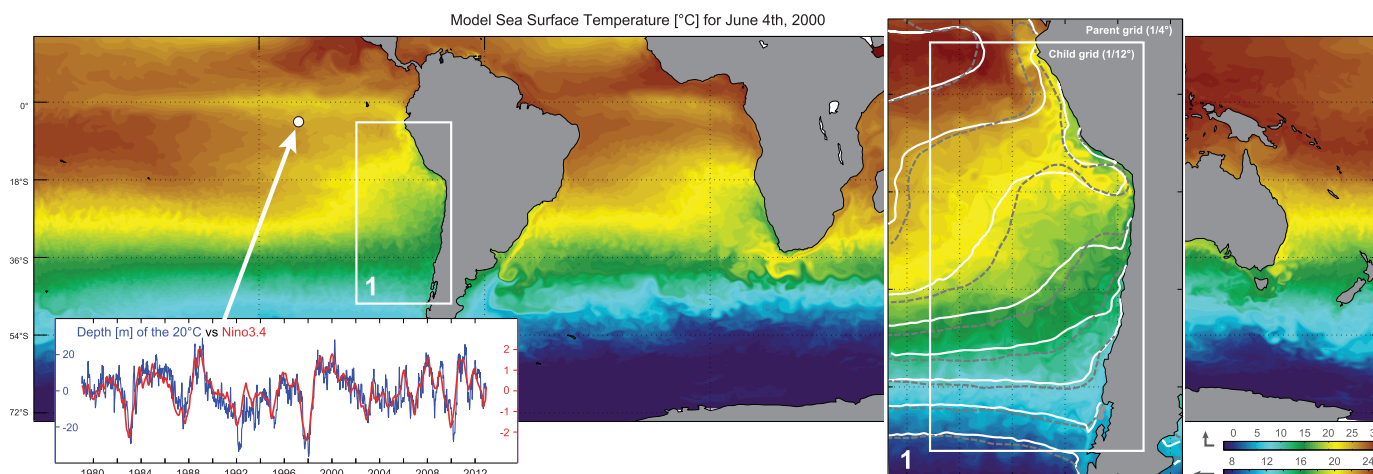 Model Sea Surface Temperature [°C] for June 4th, 2000
Parent grid (1/4°)
Child grid (1/12°)
0°
18°S
36°S
54°S
72°S
1
Depth [m] of the 20°C vs Nino3.4
20
0
-20
2
1
0
-1
-2
1980 1984 1988 1992 1996 2000 2004 2008 2012
1
0 5 10 15 20 25
8 12 16 20 24